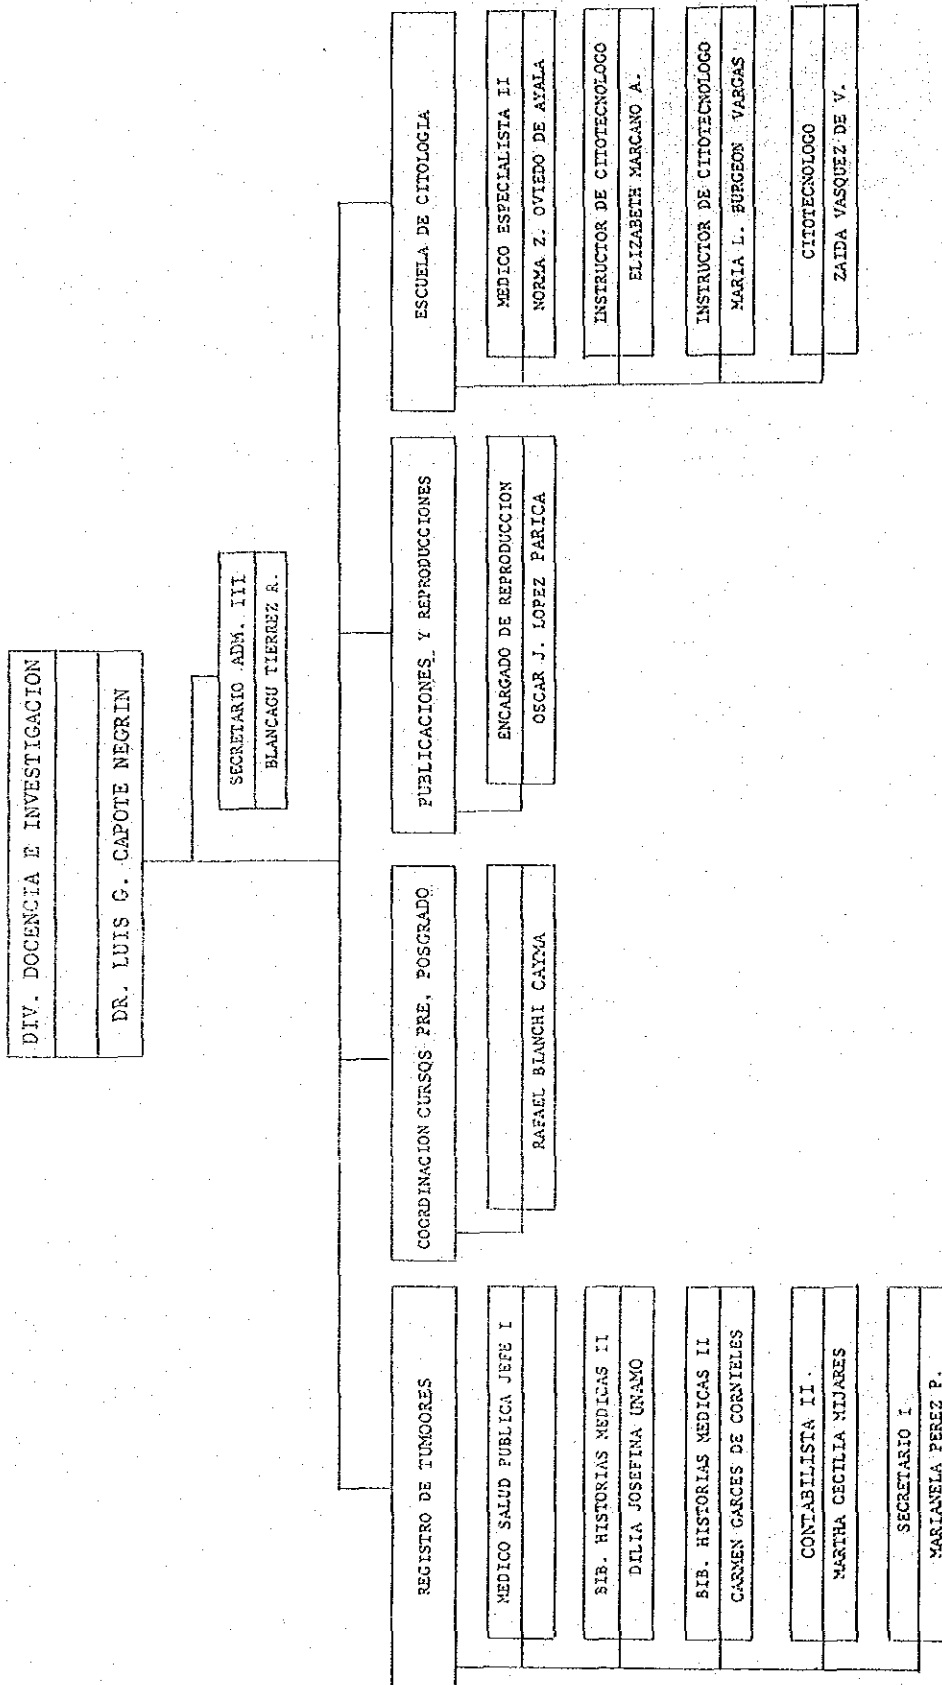 DIV. DOCENCIA E INVESTIGACION
DR. LUIS G. CAPOTE NEGRIN
SECRETARIO ADM. III
BLANCAGU TIERREZ R.
REGISTRO DE TUMOORES
MEDICO SALUD PUBLICA JEFE I
BIB. HISTORIAS MEDICAS II
DILIA JOSEFINA UNAMO
BIB. HISTORIAS MEDICAS II
CARMEN GARCES DE CORNIELES
CONTABILISTA II.
MARTHA CECILIA MIJARES
SECRETARIO I
MARIANELA PEREZ P.
COORDINACION CURSOS PRE, POSGRADO
RAFAEL BIANCHI CAYMA
PUBLICACIONES Y REPRODUCCIONES
ENCARGADO DE REPRODUCCION
OSCAR J. LOPEZ PARICA
ESCUELA DE CITOLOGIA
MEDICO ESPECIALISTA II
NORMA Z. OVIEDO DE AYALA
INSTRUCTOR DE CITOTECNOLOGO
ELIZABETH MARCANO A.
INSTRUCTOR DE CITOTECNOLOGO
MARIA L. BURGEON VARGAS
CITOTECNOLOGO
ZAIDA VASQUEZ DE V.